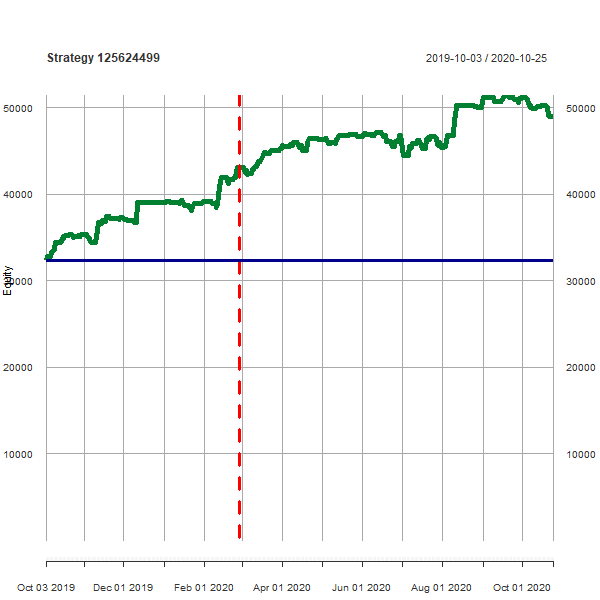 Strategy 125624499
2019-10-03 / 2020-10-25
50000 50000
40000 40000
Equity
30000 30000
20000 20000
10000 10000
Oct 03 2019 Dec 01 2019 Feb 01 2020 Apr 01 2020 Jun 01 2020 Aug 01 2020 Oct 01 2020